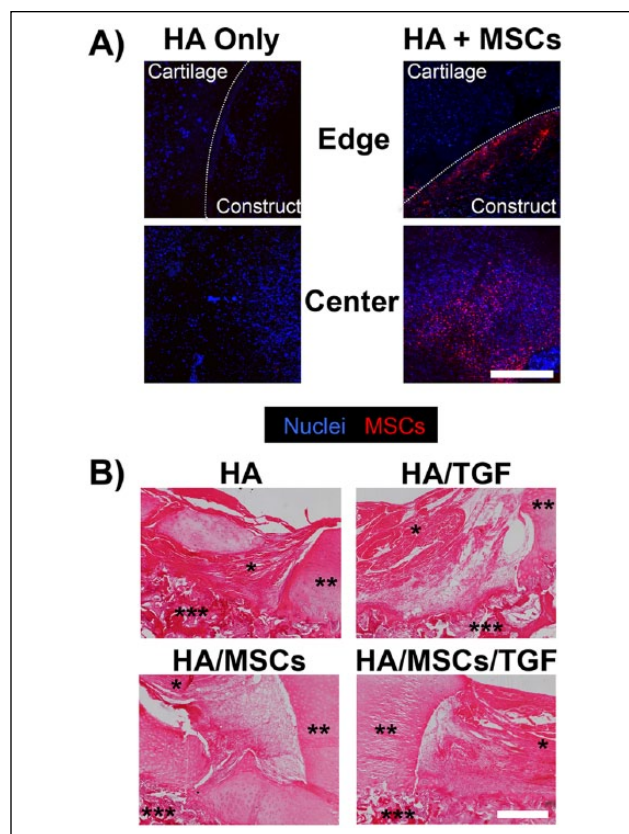 A)
HA Only
HA + MSCs
Cartilage
Construct
Edge
Cartilage
Construct
Center
Nuclei MSCs
B)
HA
HA/TGF
*
**
***
*
**
***
HA/MSCs
HA/MSCs/TGF
*
**
***
**
*
***